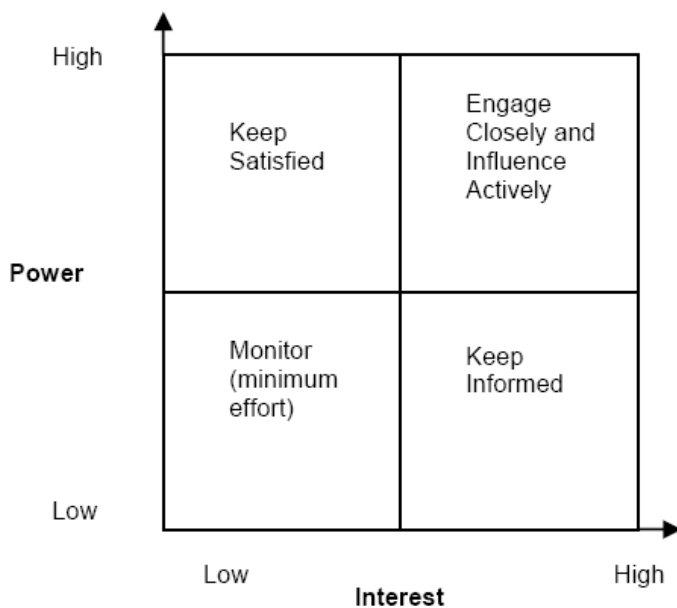 High
Keep
Satisfied
Engage
Closely and
Influence
Actively
Power
Monitor
(minimum
effort)
Keep
Informed
Low
Low
High
Interest